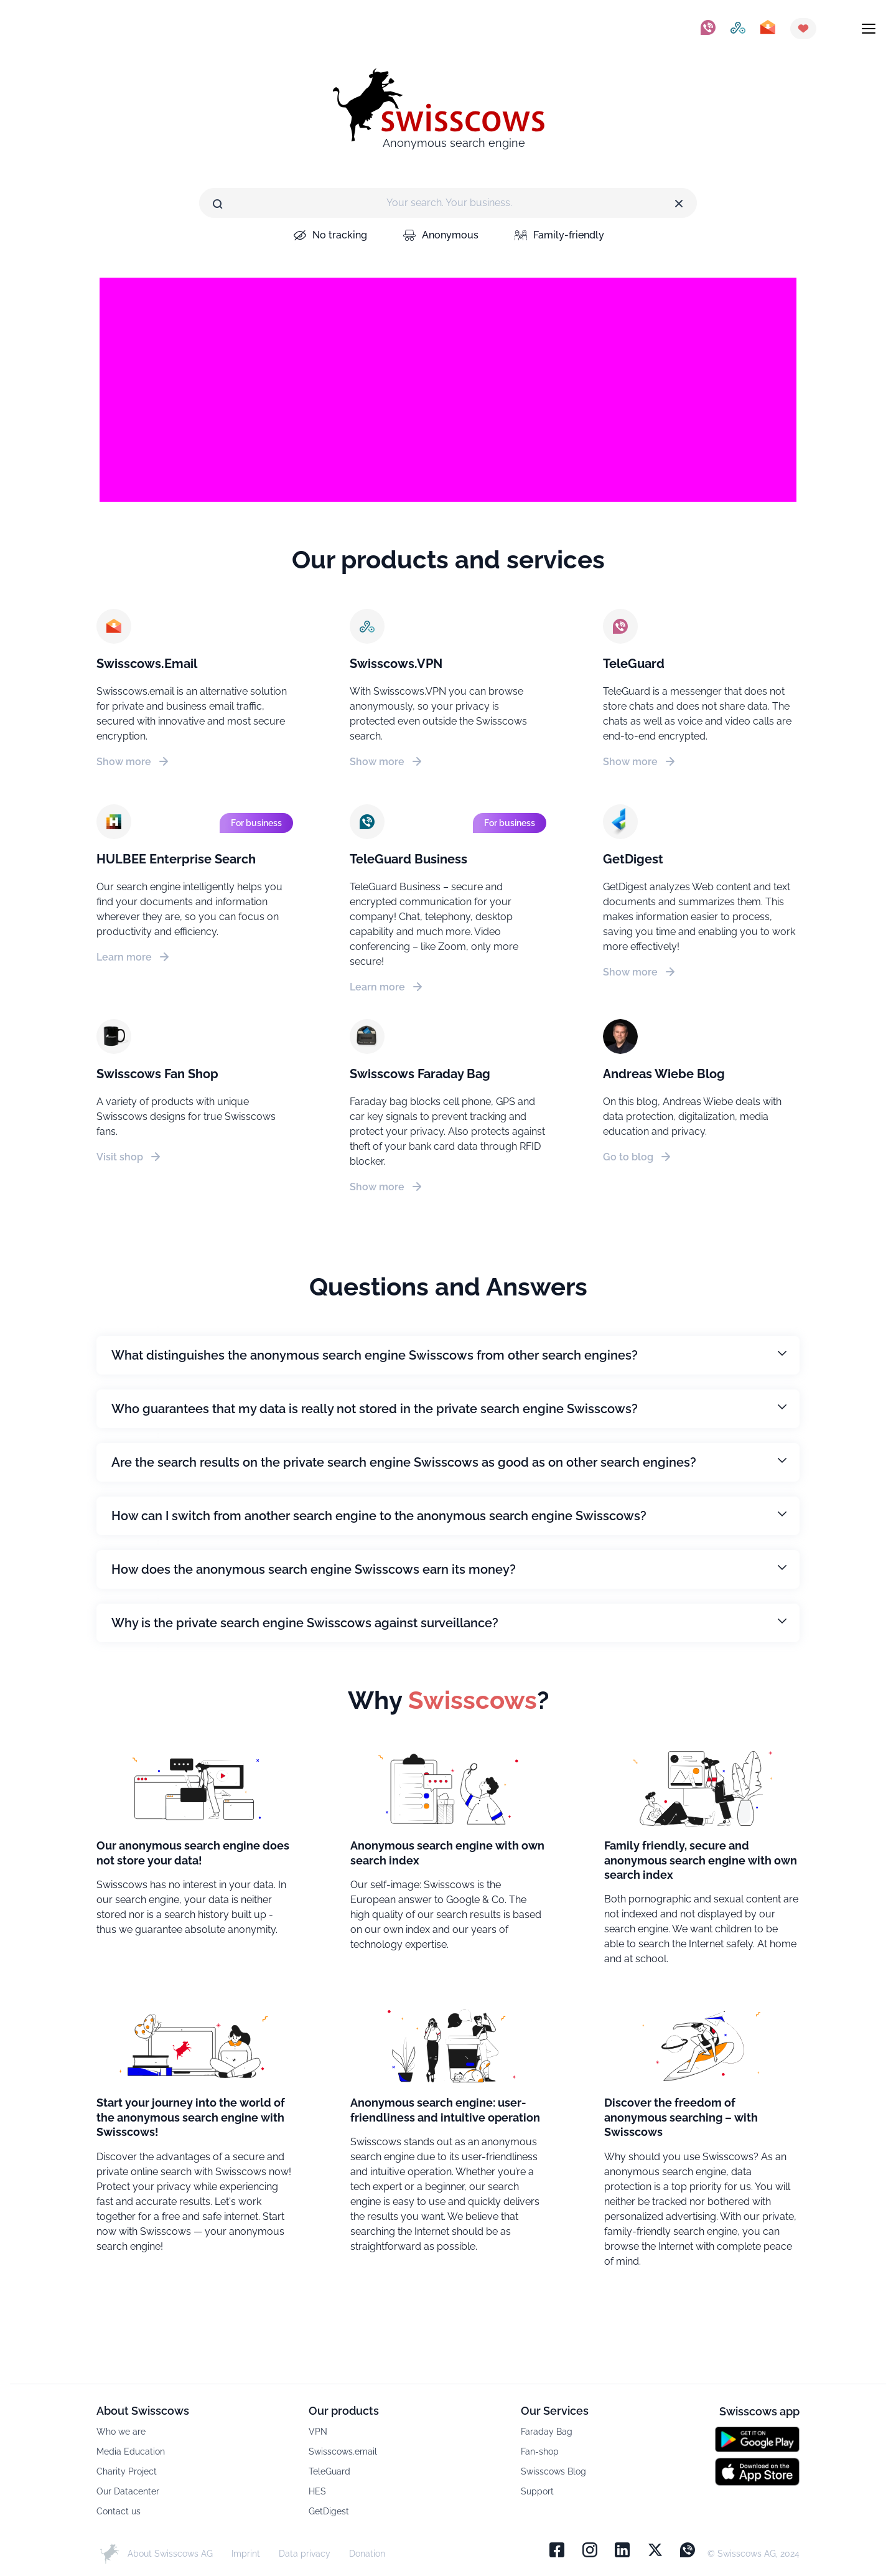 swisscows
Anonymous search engine
Your search. Your business.
No tracking
Anonymous
Family-friendly
Our products and services
Swisscows.Email
Swisscows.email is an alternative solution
for private and business email traffic,
secured with innovative and most secure
encryption.
Show more
Swisscows.VPN
With Swisscows.VPN you can browse
anonymously, so your privacy is
protected even outside the Swisscows
search.
Show more
TeleGuard
TeleGuard is a messenger that does not
store chats and does not share data. The
chats as well as voice and video calls are
end-to-end encrypted.
Show more
For business
HULBEE Enterprise Search
Our search engine intelligently helps you
find your documents and information
wherever they are, so you can focus on
productivity and efficiency.
Learn more
For business
TeleGuard Business
TeleGuard Business – secure and
encrypted communication for your
company! Chat, telephony, desktop
capability and much more. Video
conferencing – like Zoom, only more
secure!
Learn more
GetDigest
GetDigest analyzes Web content and text
documents and summarizes them. This
makes information easier to process,
saving you time and enabling you to work
more effectively!
Show more
Swisscows Fan Shop
A variety of products with unique
Swisscows designs for true Swisscows
fans.
Visit shop
Swisscows Faraday Bag
Faraday bag blocks cell phone, GPS and
car key signals to prevent tracking and
protect your privacy. Also protects against
theft of your bank card data through RFID
blocker.
Show more
Andreas Wiebe Blog
On this blog, Andreas Wiebe deals with
data protection, digitalization, media
education and privacy.
Go to blog
Questions and Answers
What distinguishes the anonymous search engine Swisscows from other search engines?
Who guarantees that my data is really not stored in the private search engine Swisscows?
Are the search results on the private search engine Swisscows as good as on other search engines?
How can I switch from another search engine to the anonymous search engine Swisscows?
How does the anonymous search engine Swisscows earn its money?
Why is the private search engine Swisscows against surveillance?
Why Swisscows?
Our anonymous search engine does
not store your data!
Swisscows has no interest in your data. In
our search engine, your data is neither
stored nor is a search history built up -
thus we guarantee absolute anonymity.
Anonymous search engine with own
search index
Our self-image: Swisscows is the
European answer to Google & Co. The
high quality of our search results is based
on our own index and our years of
technology expertise.
Family friendly, secure and
anonymous search engine with own
search index
Both pornographic and sexual content are
not indexed and not displayed by our
search engine. We want children to be
able to search the Internet safely. At home
and at school.
Start your journey into the world of
the anonymous search engine with
Swisscows!
Discover the advantages of a secure and
private online search with Swisscows now!
Protect your privacy while experiencing
fast and accurate results. Let's work
together for a free and safe internet. Start
now with Swisscows — your anonymous
search engine!
Anonymous search engine: user-
friendliness and intuitive operation
Swisscows stands out as an anonymous
search engine due to its user-friendliness
and intuitive operation. Whether you're a
tech expert or a beginner, our search
engine is easy to use and quickly delivers
the results you want. We believe that
searching the Internet should be as
straightforward as possible.
Discover the freedom of
anonymous searching – with
Swisscows
Why should you use Swisscows? As an
anonymous search engine, data
protection is a top priority for us. You will
neither be tracked nor bothered with
personalized advertising. With our private,
family-friendly search engine, you can
browse the Internet with complete peace
of mind.
About Swisscows
Who we are
Media Education
Charity Project
Our Datacenter
Contact us
Our products
VPN
Swisscows.email
TeleGuard
HES
GetDigest
Our Services
Faraday Bag
Fan-shop
Swisscows Blog
Support
Swisscows app
GET IT ON
Google Play
Download on the
App Store
About Swisscows AG
Imprint
Data privacy
Donation
© Swisscows AG, 2024